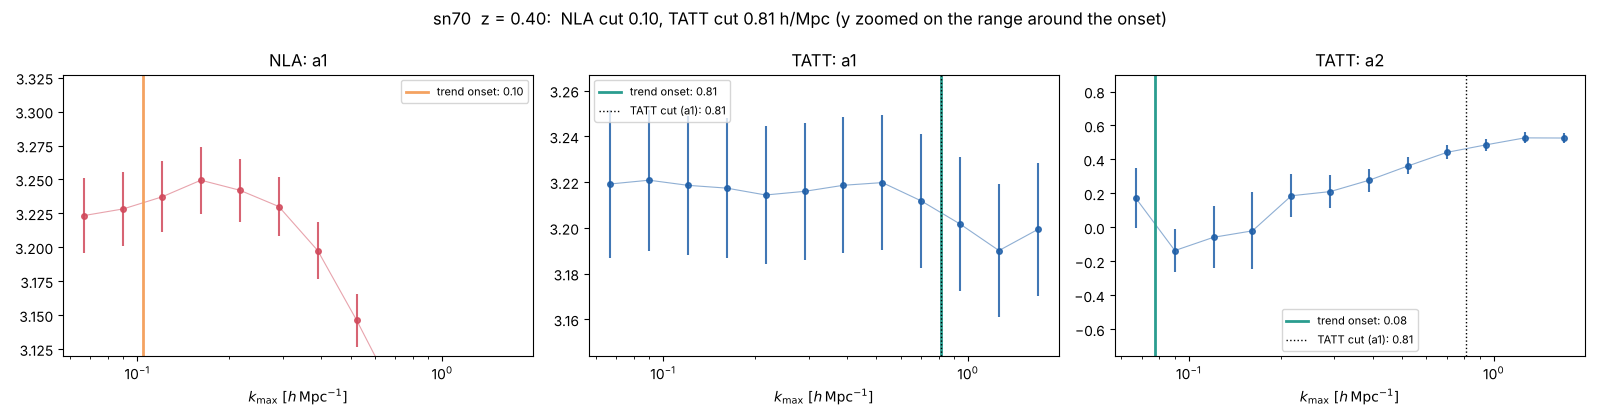 sn70 z = 0.40: NLA cut 0.10, TATT cut 0.81 h/Mpc (y zoomed on the range around the onset)
NLA: a1
3.325
3.300
3.275
3.250
3.225
3.200
3.175
3.150
3.125
trend onset: 0.10
10⁻¹
10⁰
k_max [h Mpc⁻¹]
TATT: a1
3.26
3.24
3.22
3.20
3.18
3.16
trend onset: 0.81
TATT cut (a1): 0.81
10⁻¹
10⁰
k_max [h Mpc⁻¹]
TATT: a2
0.8
0.6
0.4
0.2
0.0
−0.2
−0.4
−0.6
trend onset: 0.08
TATT cut (a1): 0.81
10⁻¹
10⁰
k_max [h Mpc⁻¹]